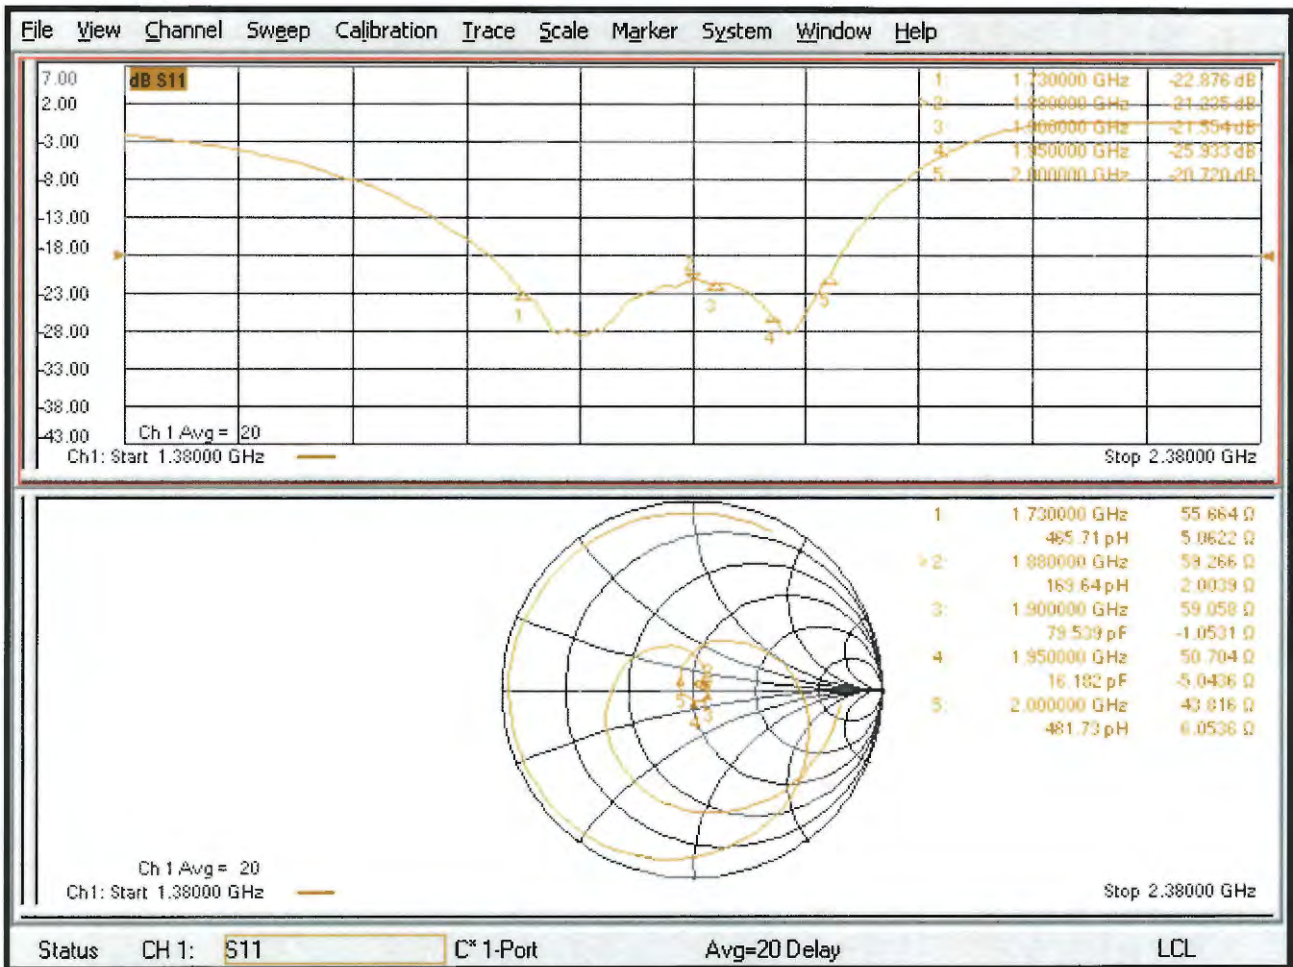 File View Channel Sweep Calibration Trace Scale Marker System Window Help
7.00
2.00
-3.00
-8.00
-13.00
-18.00
-23.00
-28.00
-33.00
-38.00
-43.00
dB S11
1: 1.730000 GHz -22.876 dB
> 2: 1.880000 GHz -21.235 dB
3: 1.900000 GHz -21.554 dB
4: 1.950000 GHz -25.933 dB
5: 2.000000 GHz -20.720 dB
1
2
3
4
5
Ch 1 Avg = 20
Ch1: Start 1.38000 GHz
Stop 2.38000 GHz
1: 1.730000 GHz 55.664 Ω
465.71 pH 5.0622 Ω
> 2: 1.880000 GHz 59.266 Ω
169.64 pH 2.0039 Ω
3: 1.900000 GHz 59.058 Ω
79.539 pF -1.0531 Ω
4: 1.950000 GHz 50.704 Ω
16.182 pF -5.0436 Ω
5: 2.000000 GHz 43.816 Ω
481.73 pH 6.0536 Ω
5
3
4
Ch 1 Avg = 20
Ch1: Start 1.38000 GHz
Stop 2.38000 GHz
Status CH 1: S11 C* 1-Port Avg=20 Delay LCL